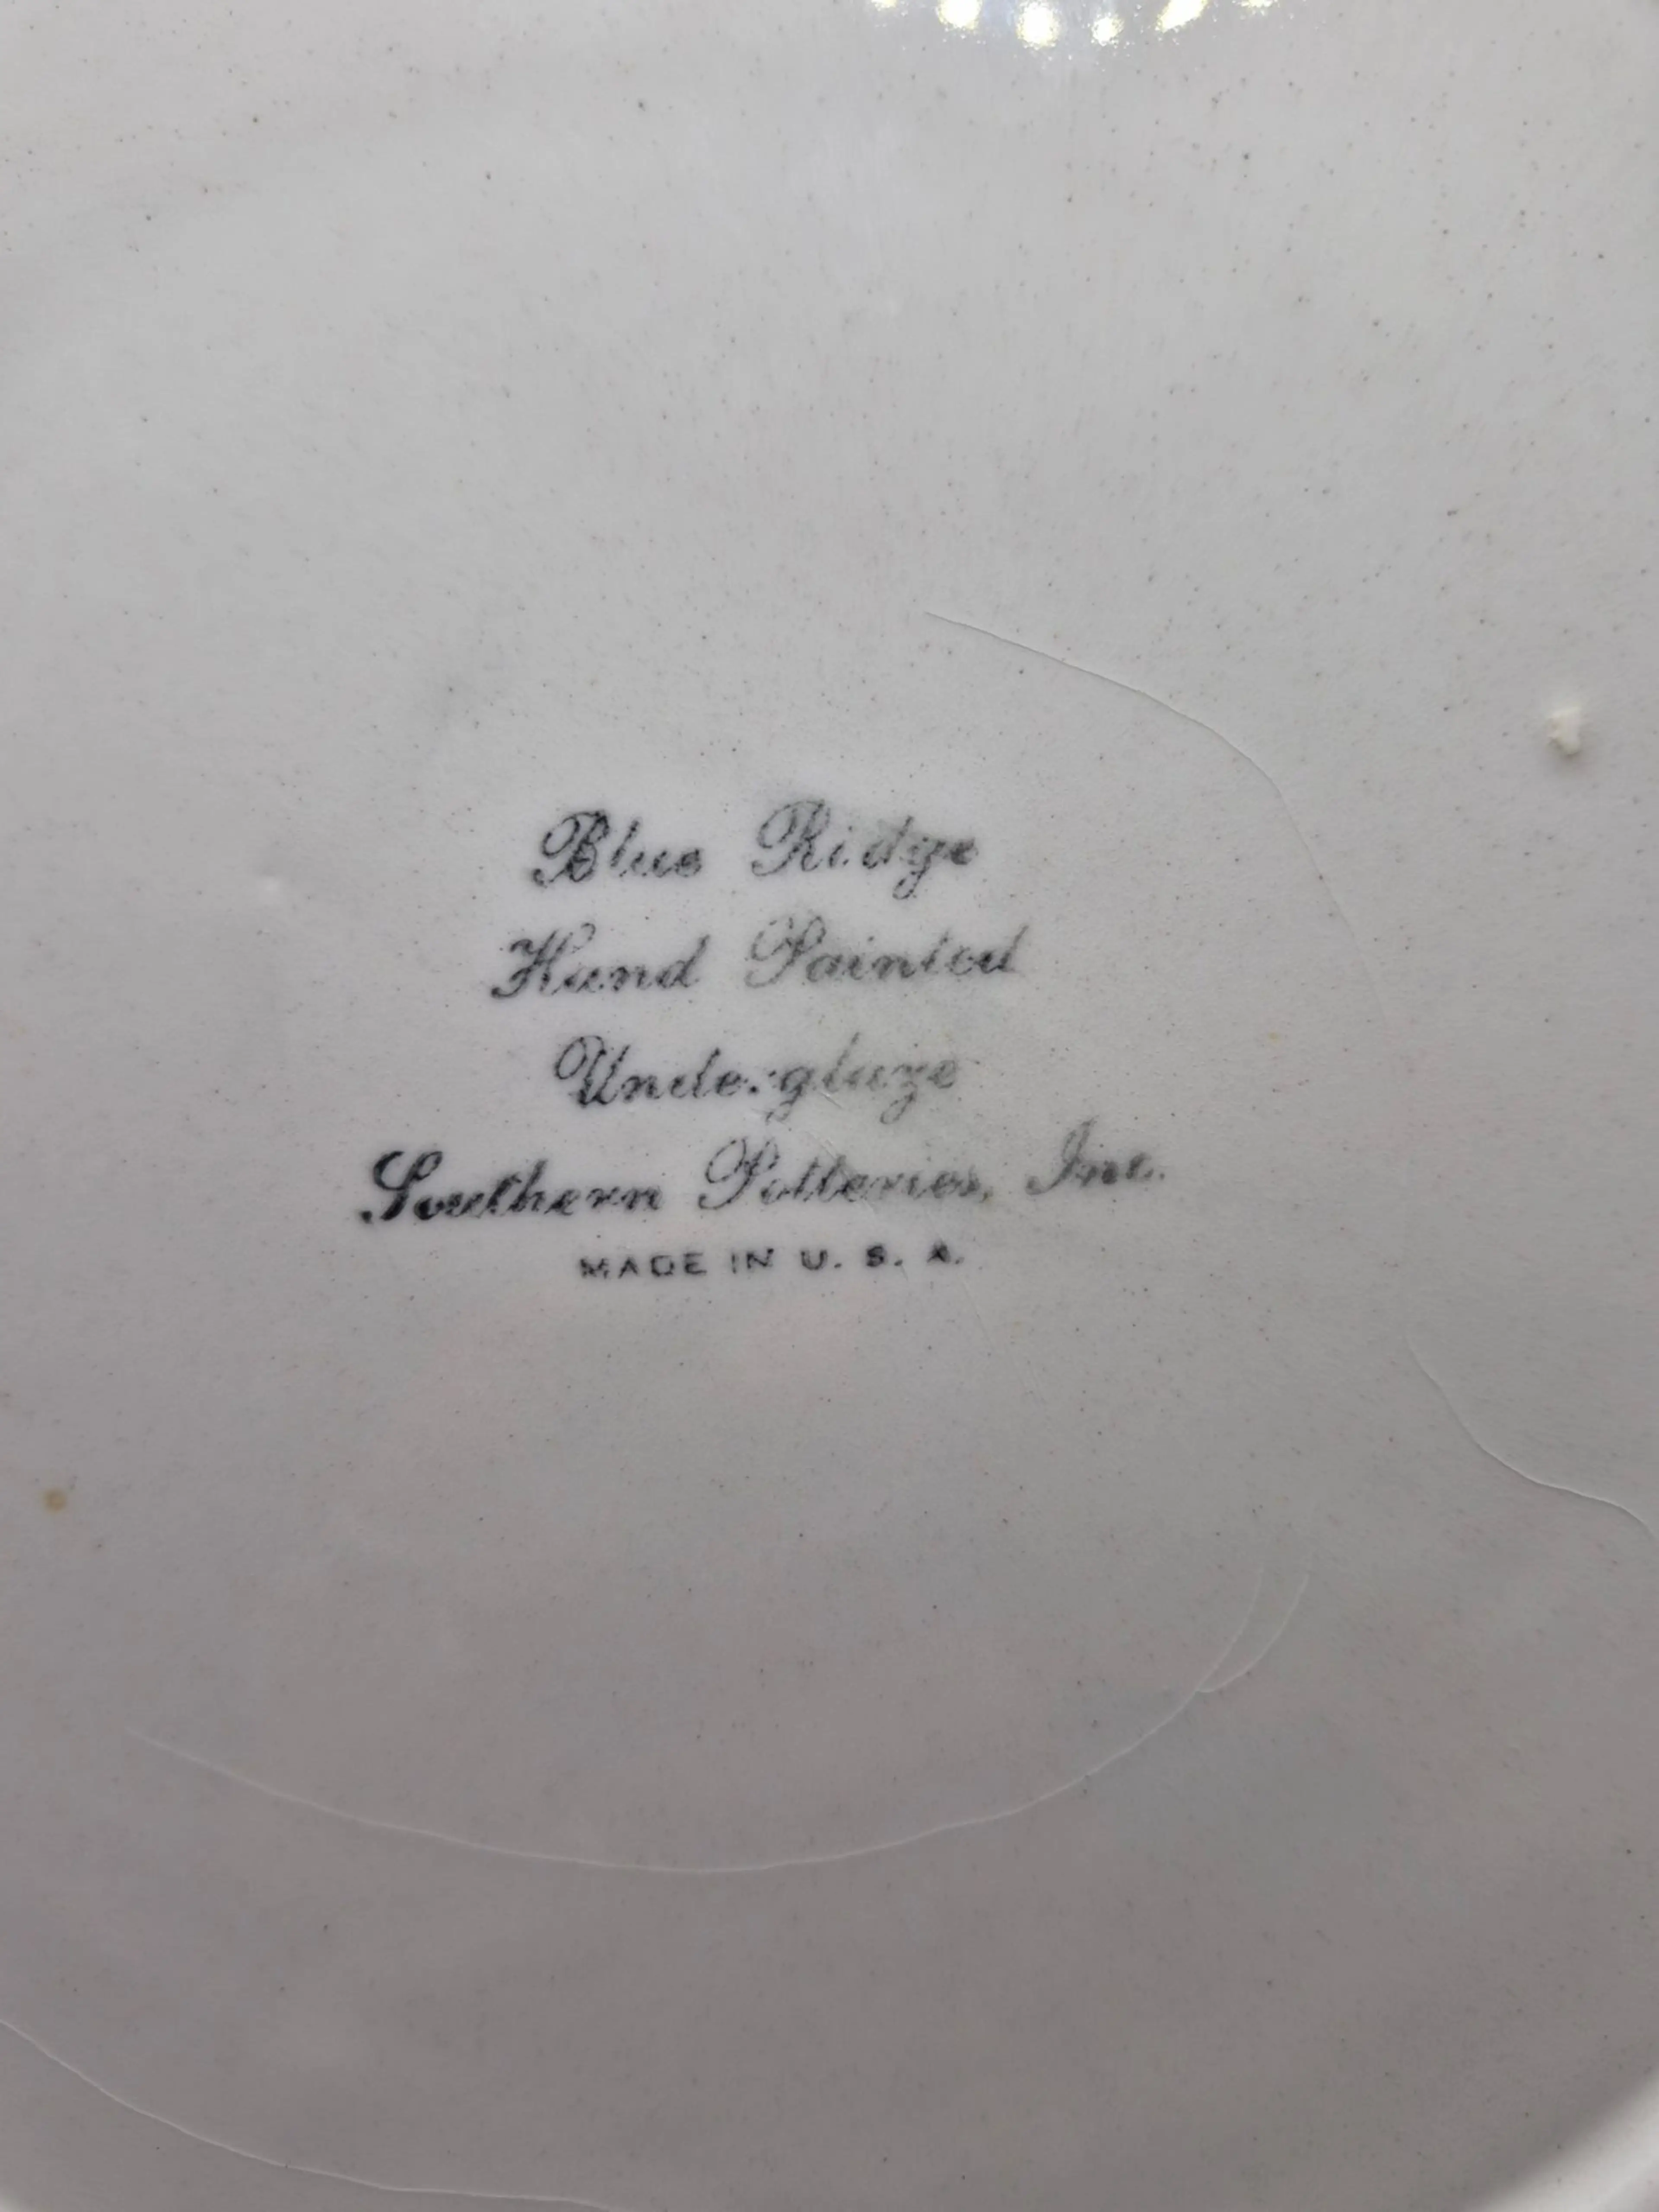 Blue Ridge
Hand Painted
Underglaze
Southern Potteries, Inc.
MADE IN U. S. A.